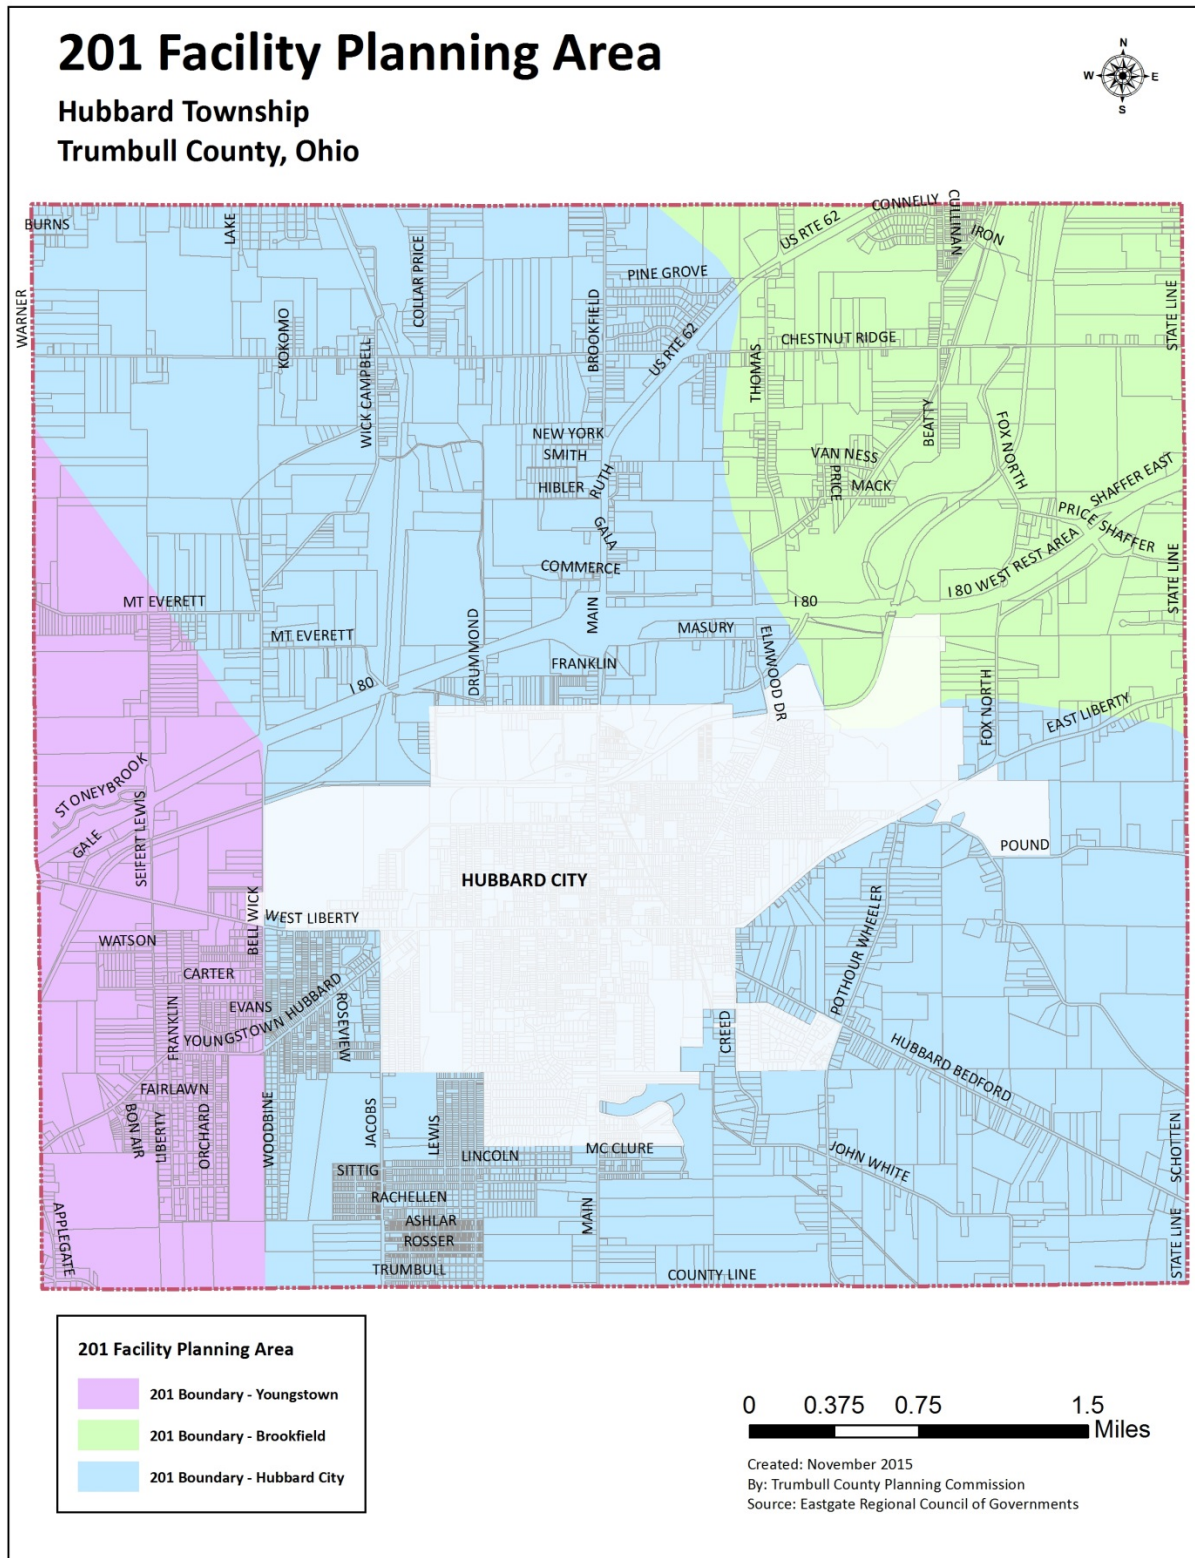 201 Facility Planning Area
Hubbard Township
Trumbull County, Ohio
N
W
E
S
BURNS
LAKE
COLLAR PRICE
CONNELLY
CULLINAN
US RTE 62
IRON
PINE GROVE
WARNER
KOKOMO
WICK CAMPBELL
BROOKFIELD
US RTE 62
THOMAS
CHESTNUT RIDGE
STATE LINE
BEATTY
FOX NORTH
NEW YORK
SMITH
HIBLER
RUTH
VAN NESS
PRICE
MACK
SHAFFER EAST
PRICE SHAFFER
GALA
COMMERCE
I 80 WEST REST AREA
STATE LINE
MT EVERETT
I 80
MAIN
MASURY
MT EVERETT
DRUMMOND
FRANKLIN
ELMWOOD DR
I 80
FOX NORTH
EAST LIBERTY
ST ONEYBROOK
GALE
SEIFERT LEWIS
POUND
HUBBARD CITY
BELL WICK
WEST LIBERTY
WATSON
CARTER
POTHOUR WHEELER
EVANS
YOUNGSTOWN HUBBARD
ROSEVIEW
FRANKLIN
CREED
HUBBARD BEDFORD
FAIRLAWN
BON AIR
LIBERTY
ORCHARD
WOODBINE
JACOBS
LEWIS
LINCOLN
MC CLURE
JOHN WHITE
SCHOTTEN
SITTIG
RACHELLEN
ASHLAR
ROSSER
TRUMBULL
MAIN
COUNTY LINE
STATE LINE
APPLEGATE
201 Facility Planning Area
201 Boundary - Youngstown
201 Boundary - Brookfield
201 Boundary - Hubbard City
0 0.375 0.75 1.5
Miles
Created: November 2015
By: Trumbull County Planning Commission
Source: Eastgate Regional Council of Governments